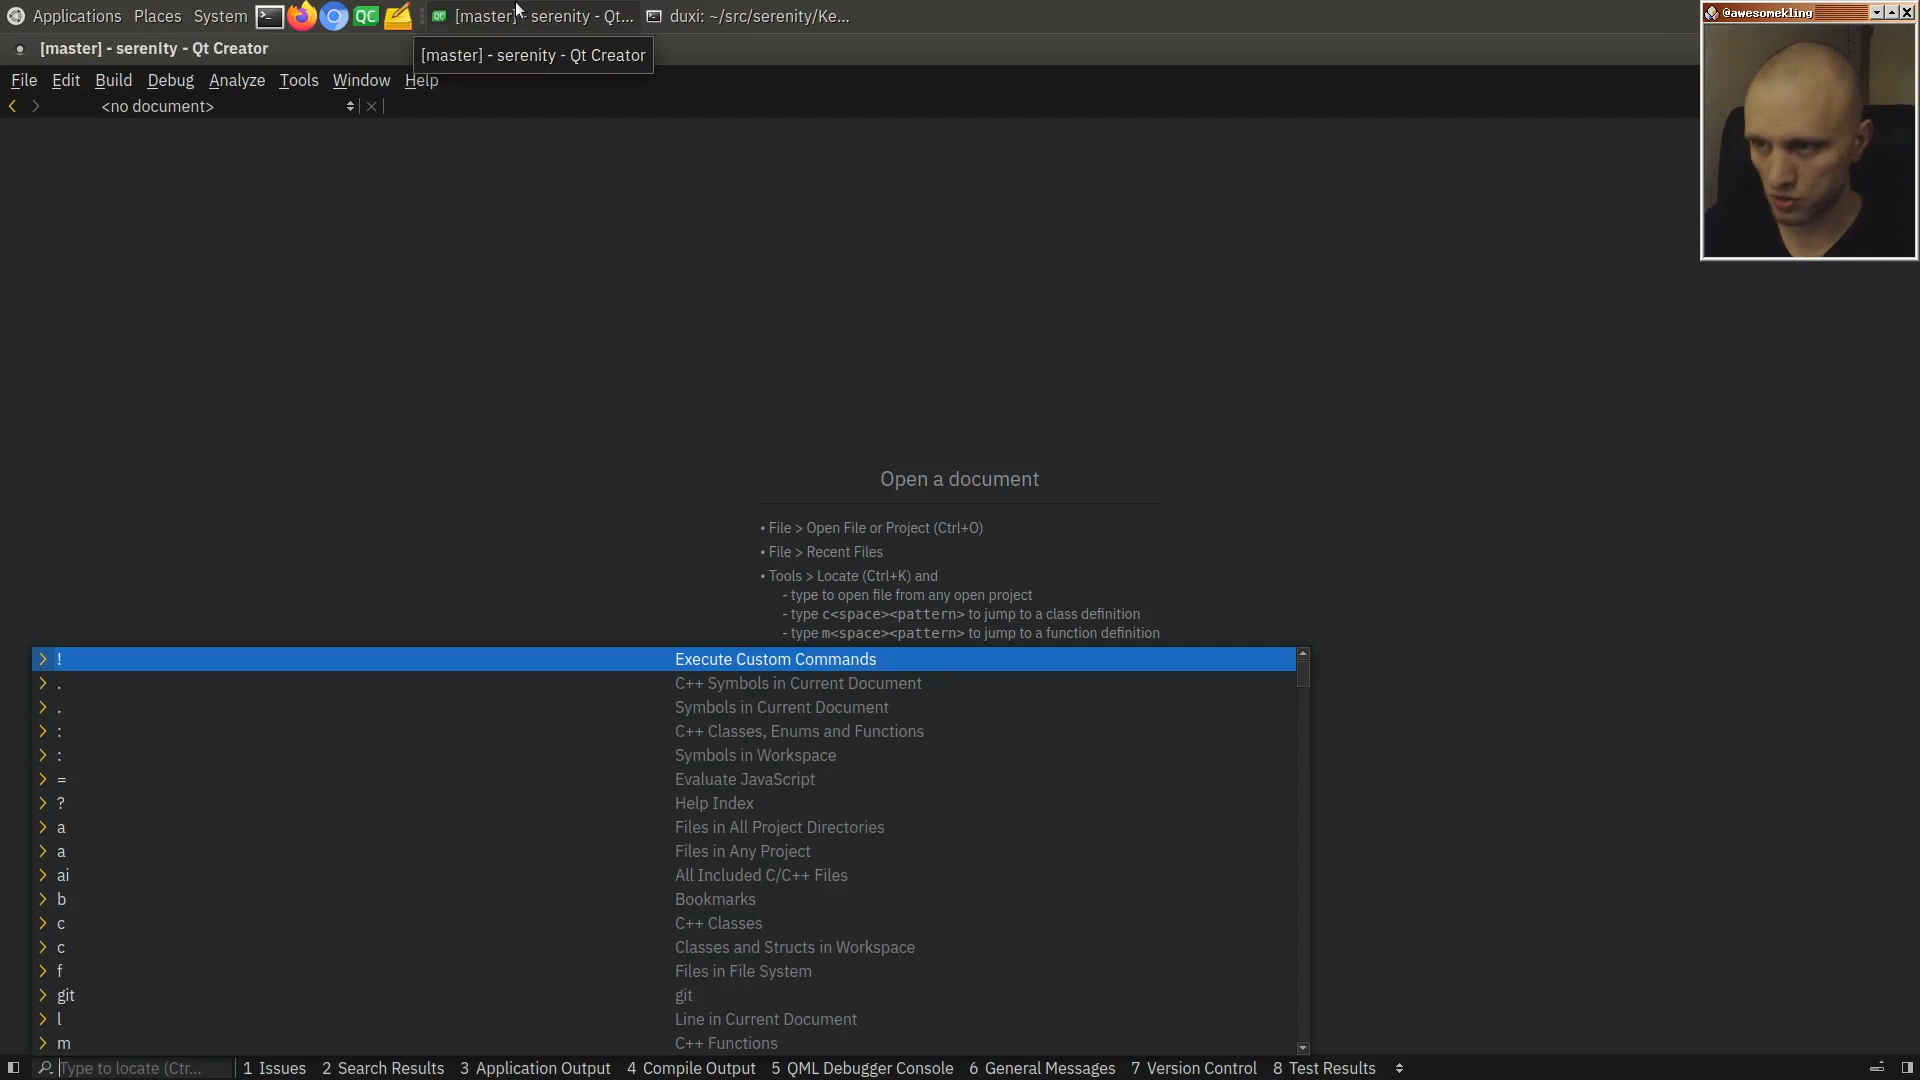 Applications Places System [master] - serenity - Qt... duxi: ~/src/serenity/Ke...
@awesomekling
[master] - serenity - Qt Creator
[master] - serenity - Qt Creator
File Edit Build Debug Analyze Tools Window Help
<no document>
Open a document
• File > Open File or Project (Ctrl+O)
• File > Recent Files
• Tools > Locate (Ctrl+K) and
- type to open file from any open project
- type c<space><pattern> to jump to a class definition
- type m<space><pattern> to jump to a function definition
! Execute Custom Commands
. C++ Symbols in Current Document
. Symbols in Current Document
: C++ Classes, Enums and Functions
: Symbols in Workspace
= Evaluate JavaScript
? Help Index
a Files in All Project Directories
a Files in Any Project
ai All Included C/C++ Files
b Bookmarks
c C++ Classes
c Classes and Structs in Workspace
f Files in File System
git git
l Line in Current Document
m C++ Functions
Type to locate (Ctr... 1 Issues 2 Search Results 3 Application Output 4 Compile Output 5 QML Debugger Console 6 General Messages 7 Version Control 8 Test Results